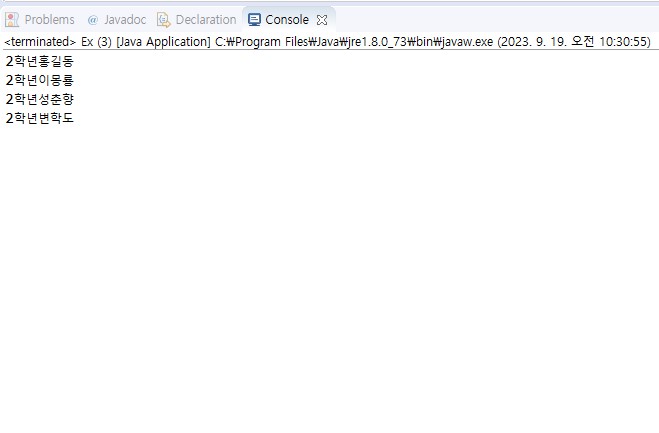 Problems @ Javadoc Declaration Console
<terminated> Ex (3) [Java Application] C:₩Program Files₩Java₩jre1.8.0_73₩bin₩javaw.exe (2023. 9. 19. 오전 10:30:55)
2학년홍길동
2학년이몽룡
2학년성춘향
2학년변학도